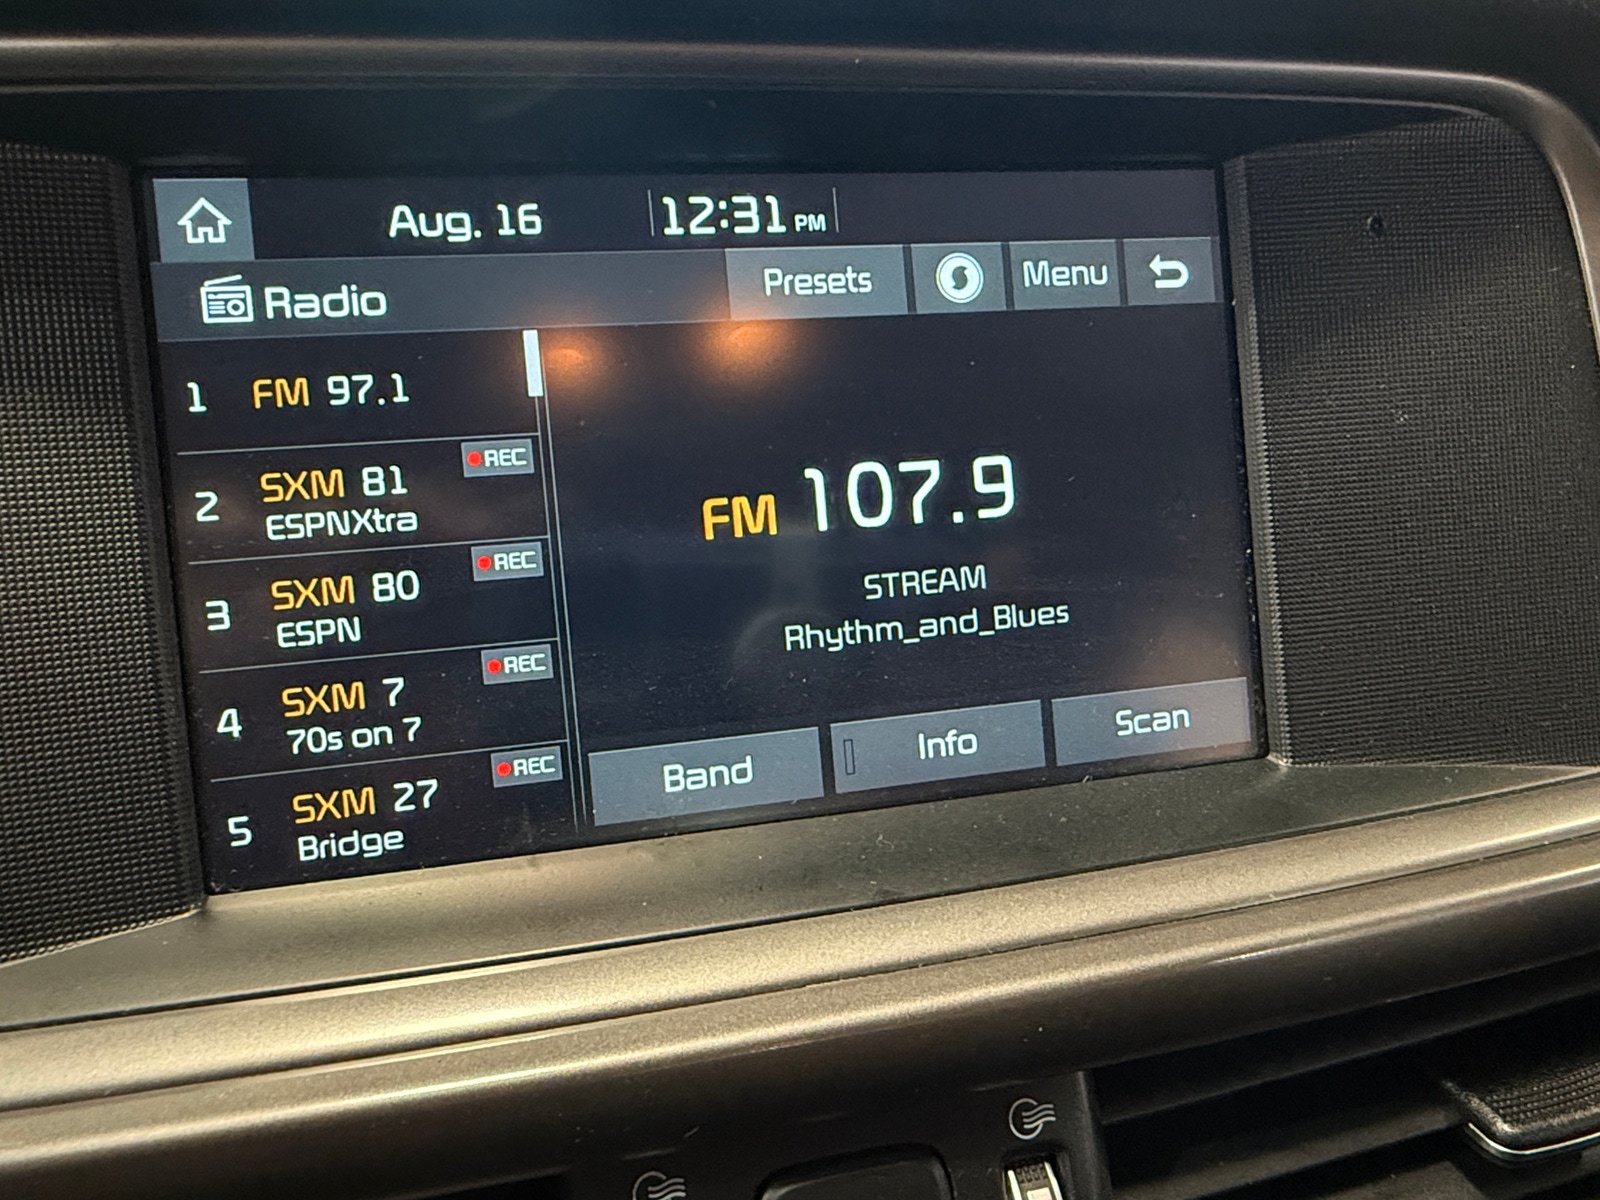 Aug. 16
12:31 PM
Radio
Presets
Menu
1 FM 97.1
REC
2 SXM 81
ESPNXtra
REC
3 SXM 80
ESPN
REC
4 SXM 7
70s on 7
REC
5 SXM 27
Bridge
FM 107.9
STREAM
Rhythm_and_Blues
Band
Info
Scan